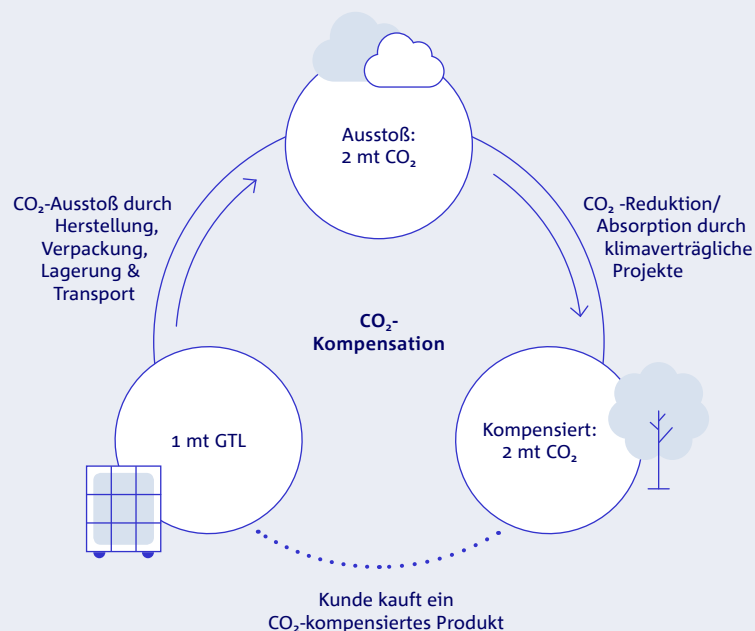 Ausstoß:
2 mt CO₂
CO₂-Ausstoß durch
Herstellung,
Verpackung,
Lagerung &
Transport
CO₂ -Reduktion/
Absorption durch
klimaverträgliche
Projekte
CO₂-
Kompensation
1 mt GTL
Kompensiert:
2 mt CO₂
Kunde kauft ein
CO₂-kompensiertes Produkt